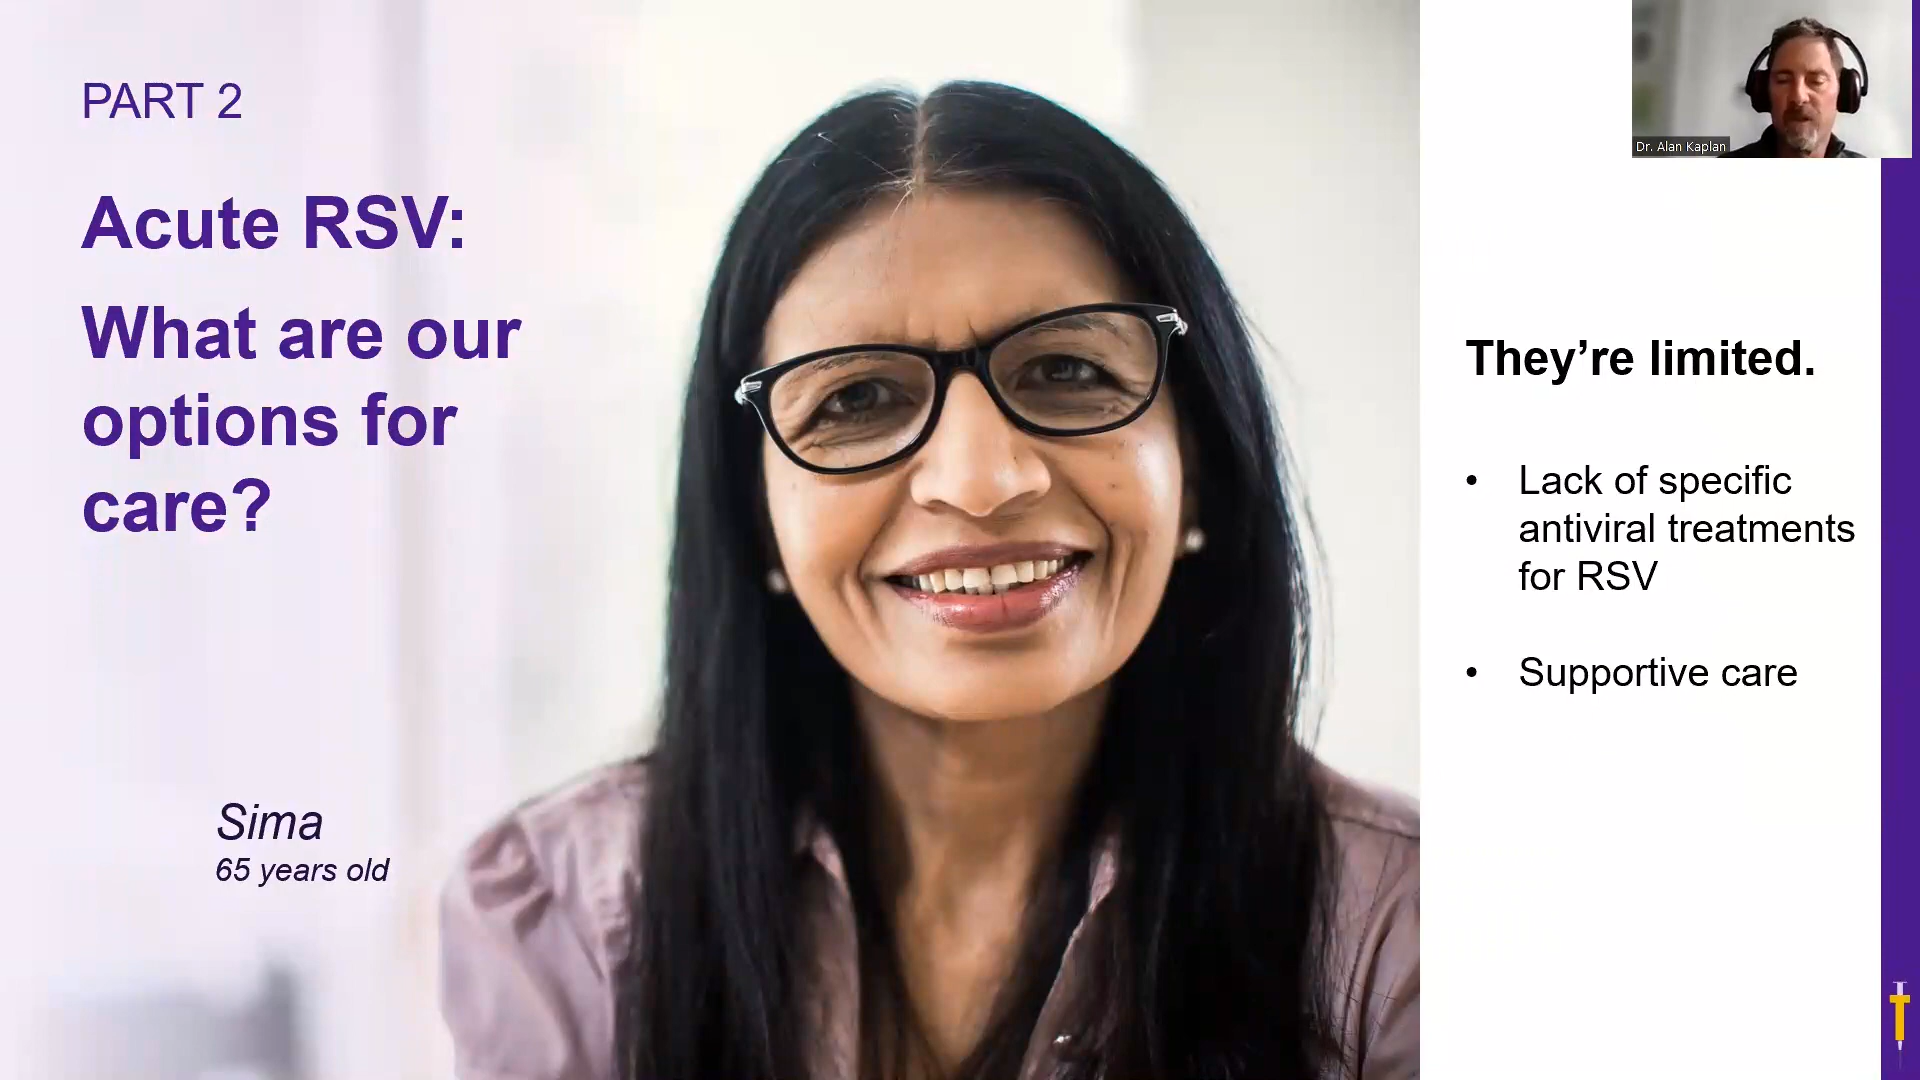 PART 2
Acute RSV:
What are our
options for
care?
Sima
65 years old
Dr. Alan Kaplan
They’re limited.
• Lack of specific
antiviral treatments
for RSV
• Supportive care